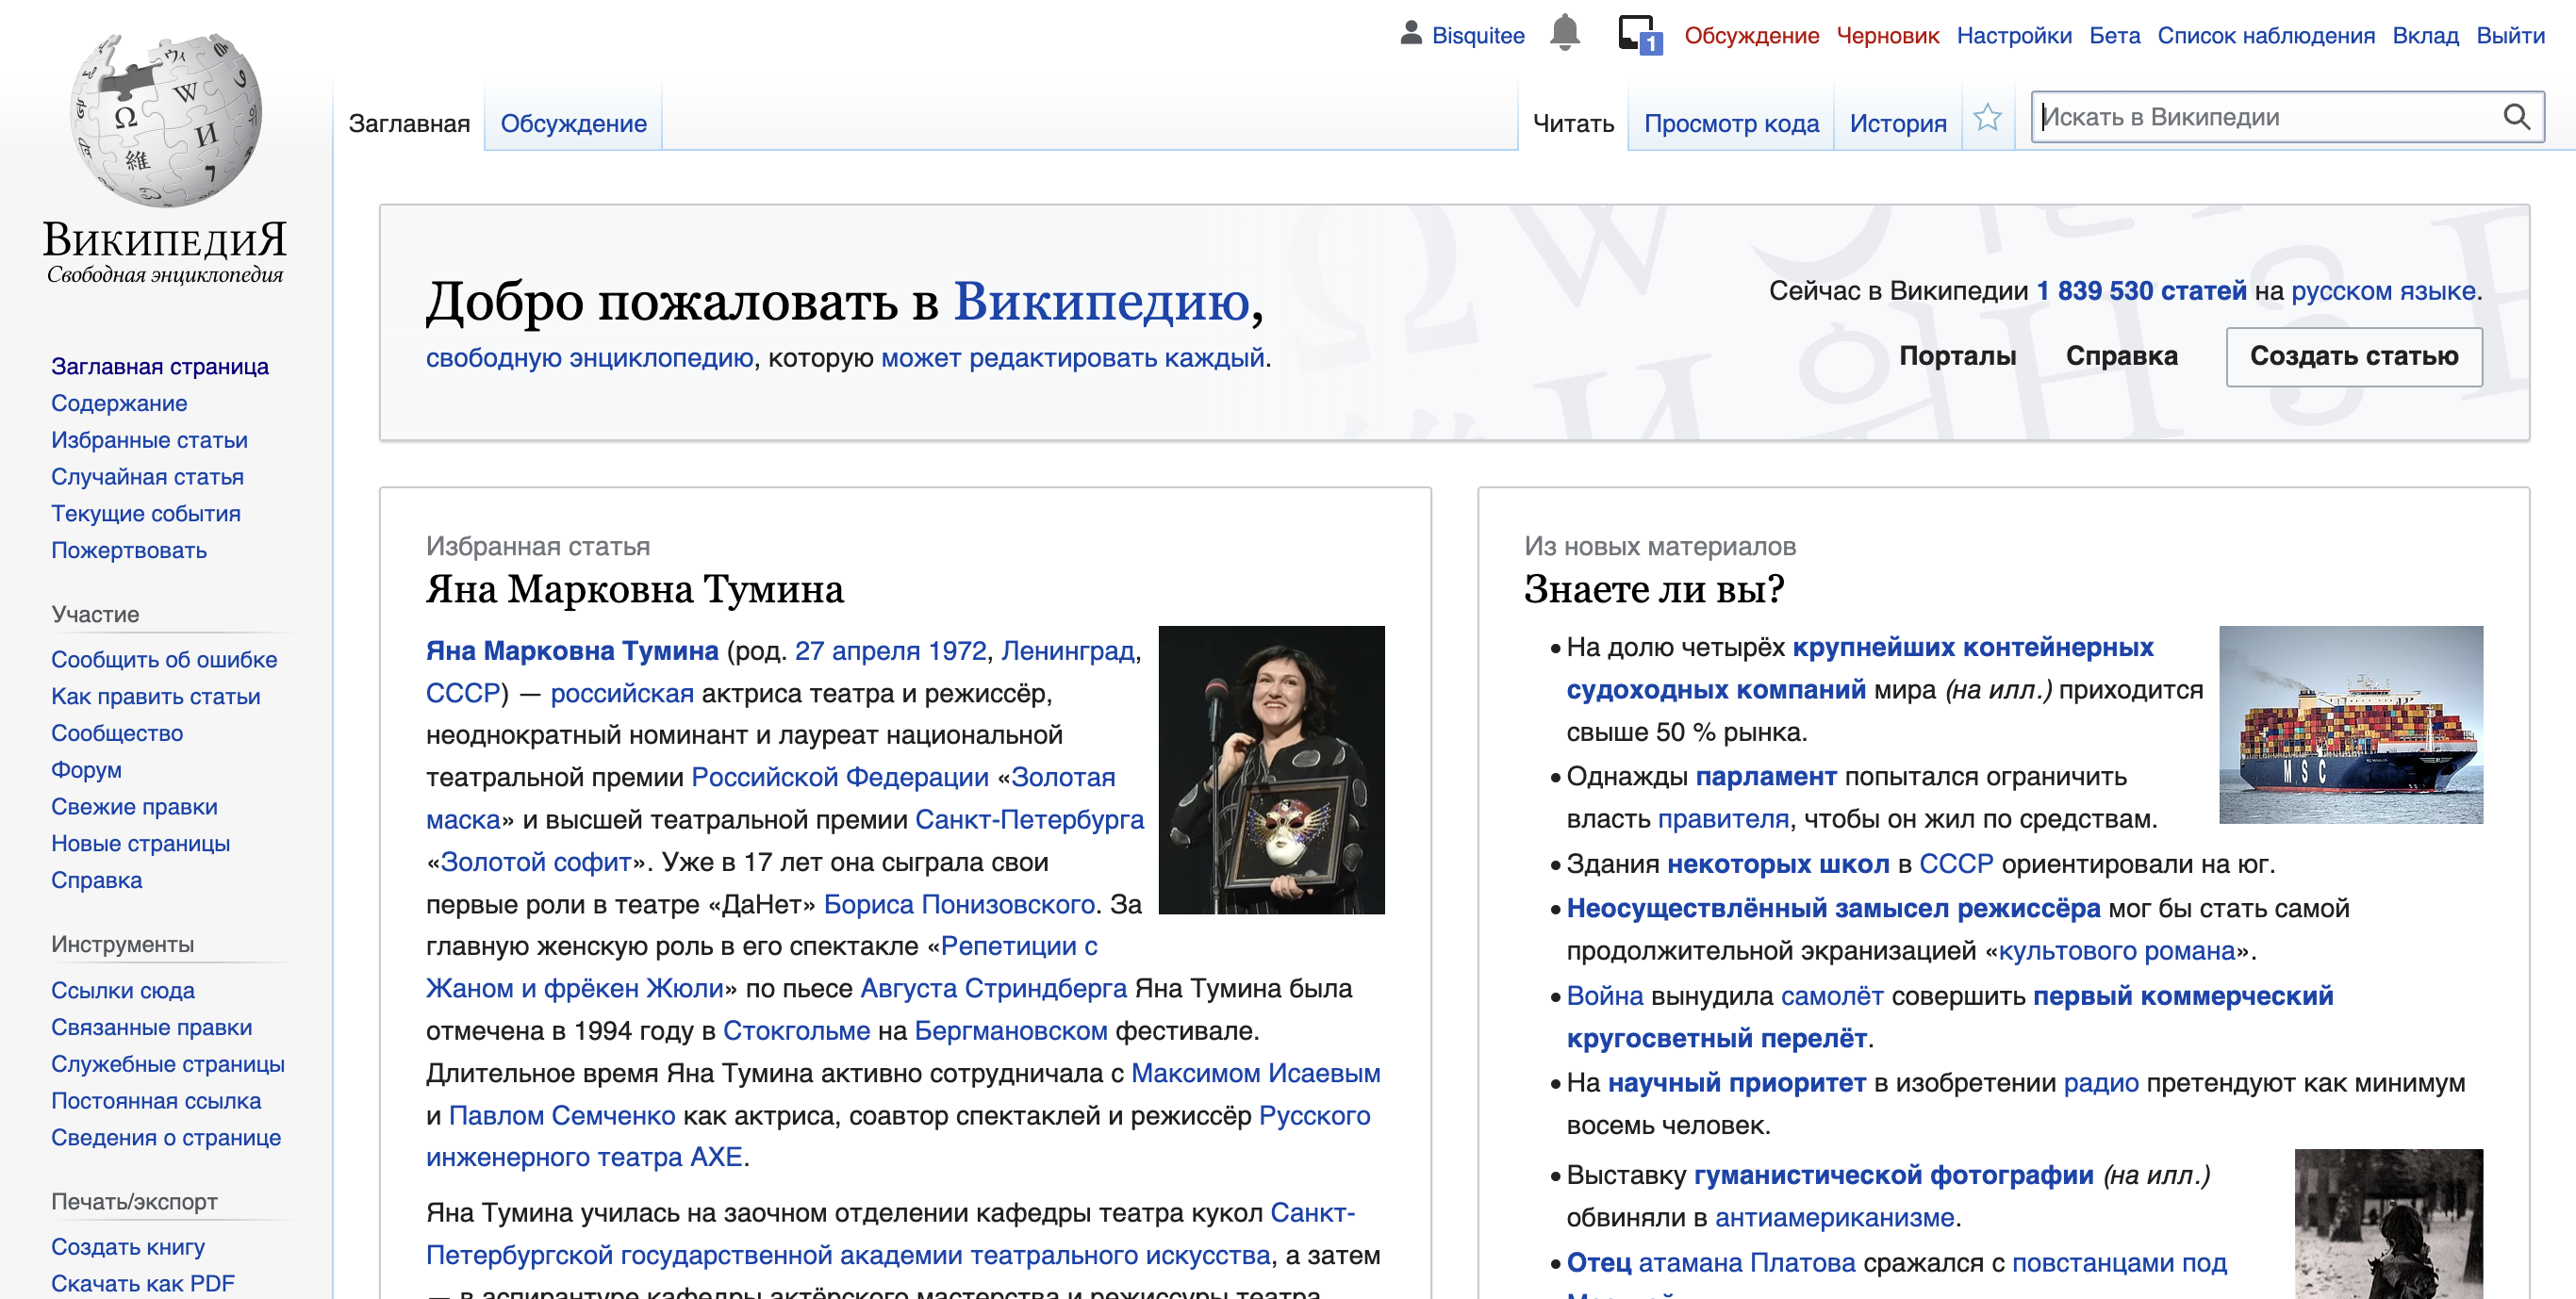 Bisquitee 1 Обсуждение Черновик Настройки Бета Список наблюдения Вклад Выйти
Заглавная Обсуждение Читать Просмотр кода История Искать в Википедии
ВикипедиЯ
Свободная энциклопедия
Заглавная страница
Содержание
Избранные статьи
Случайная статья
Текущие события
Пожертвовать
Участие
Сообщить об ошибке
Как править статьи
Сообщество
Форум
Свежие правки
Новые страницы
Справка
Инструменты
Ссылки сюда
Связанные правки
Служебные страницы
Постоянная ссылка
Сведения о странице
Печать/экспорт
Создать книгу
Скачать как PDF
Добро пожаловать в Википедию,
свободную энциклопедию, которую может редактировать каждый.
Сейчас в Википедии 1 839 530 статей на русском языке.
Порталы Справка Создать статью
Избранная статья
Яна Марковна Тумина
Яна Марковна Тумина (род. 27 апреля 1972, Ленинград,
СССР) — российская актриса театра и режиссёр,
неоднократный номинант и лауреат национальной
театральной премии Российской Федерации «Золотая
маска» и высшей театральной премии Санкт-Петербурга
«Золотой софит». Уже в 17 лет она сыграла свои
первые роли в театре «ДаНет» Бориса Понизовского. За
главную женскую роль в его спектакле «Репетиции с
Жаном и фрёкен Жюли» по пьесе Августа Стриндберга Яна Тумина была
отмечена в 1994 году в Стокгольме на Бергмановском фестивале.
Длительное время Яна Тумина активно сотрудничала с Максимом Исаевым
и Павлом Семченко как актриса, соавтор спектаклей и режиссёр Русского
инженерного театра АХЕ.
Яна Тумина училась на заочном отделении кафедры театра кукол Санкт-
Петербургской государственной академии театрального искусства, а затем
— в аспирантуре кафедры актёрского мастерства и режиссуры театра
Из новых материалов
Знаете ли вы?
• На долю четырёх крупнейших контейнерных
судоходных компаний мира (на илл.) приходится
свыше 50 % рынка.
• Однажды парламент попытался ограничить
власть правителя, чтобы он жил по средствам.
• Здания некоторых школ в СССР ориентировали на юг.
• Неосуществлённый замысел режиссёра мог бы стать самой
продолжительной экранизацией «культового романа».
• Война вынудила самолёт совершить первый коммерческий
кругосветный перелёт.
• На научный приоритет в изобретении радио претендуют как минимум
восемь человек.
• Выставку гуманистической фотографии (на илл.)
обвиняли в антиамериканизме.
• Отец атамана Платова сражался с повстанцами под
MSC